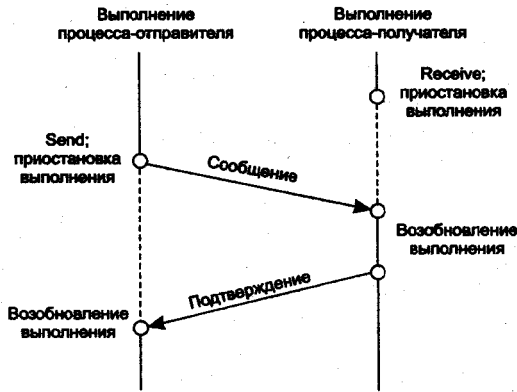 Выполнение
процесса-отправителя
Выполнение
процесса-получателя
Receive;
приостановка
выполнения
Send;
приостановка
выполнения
Сообщение
Возобновление
выполнения
Подтверждение
Возобновление
выполнения